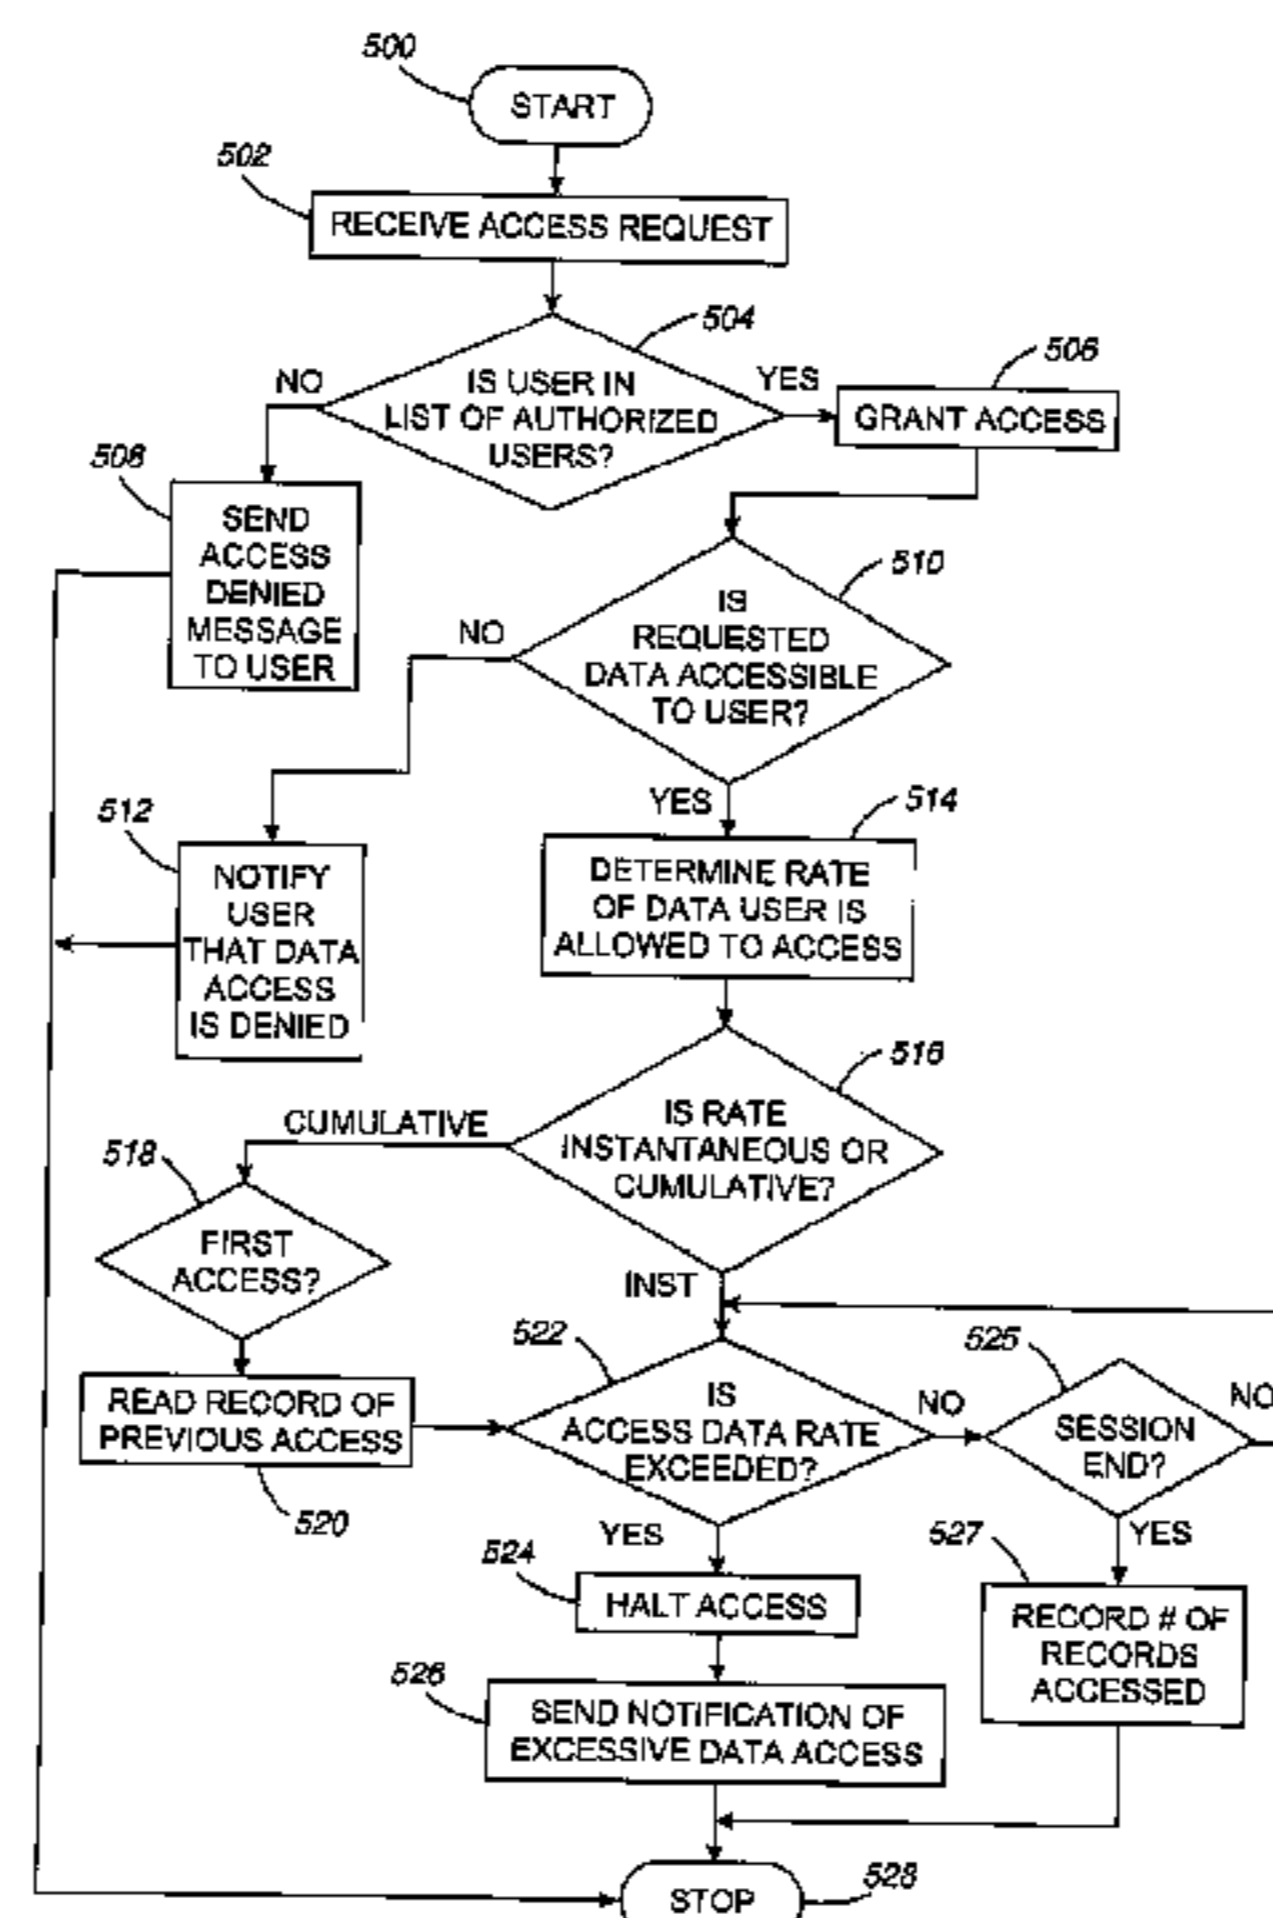 500
START
502
RECEIVE ACCESS REQUEST
504
IS USER IN
LIST OF AUTHORIZED
USERS?
NO
YES
506
GRANT ACCESS
508
SEND
ACCESS
DENIED
MESSAGE
TO USER
510
IS
REQUESTED
DATA ACCESSIBLE
TO USER?
NO
YES
512
NOTIFY
USER
THAT DATA
ACCESS
IS DENIED
514
DETERMINE RATE
OF DATA USER IS
ALLOWED TO ACCESS
516
IS RATE
INSTANTANEOUS OR
CUMULATIVE?
CUMULATIVE
INST
518
FIRST
ACCESS?
READ RECORD OF
PREVIOUS ACCESS
520
522
IS
ACCESS DATA RATE
EXCEEDED?
NO
YES
525
SESSION
END?
NO
YES
524
HALT ACCESS
527
RECORD # OF
RECORDS
ACCESSED
526
SEND NOTIFICATION OF
EXCESSIVE DATA ACCESS
STOP
528